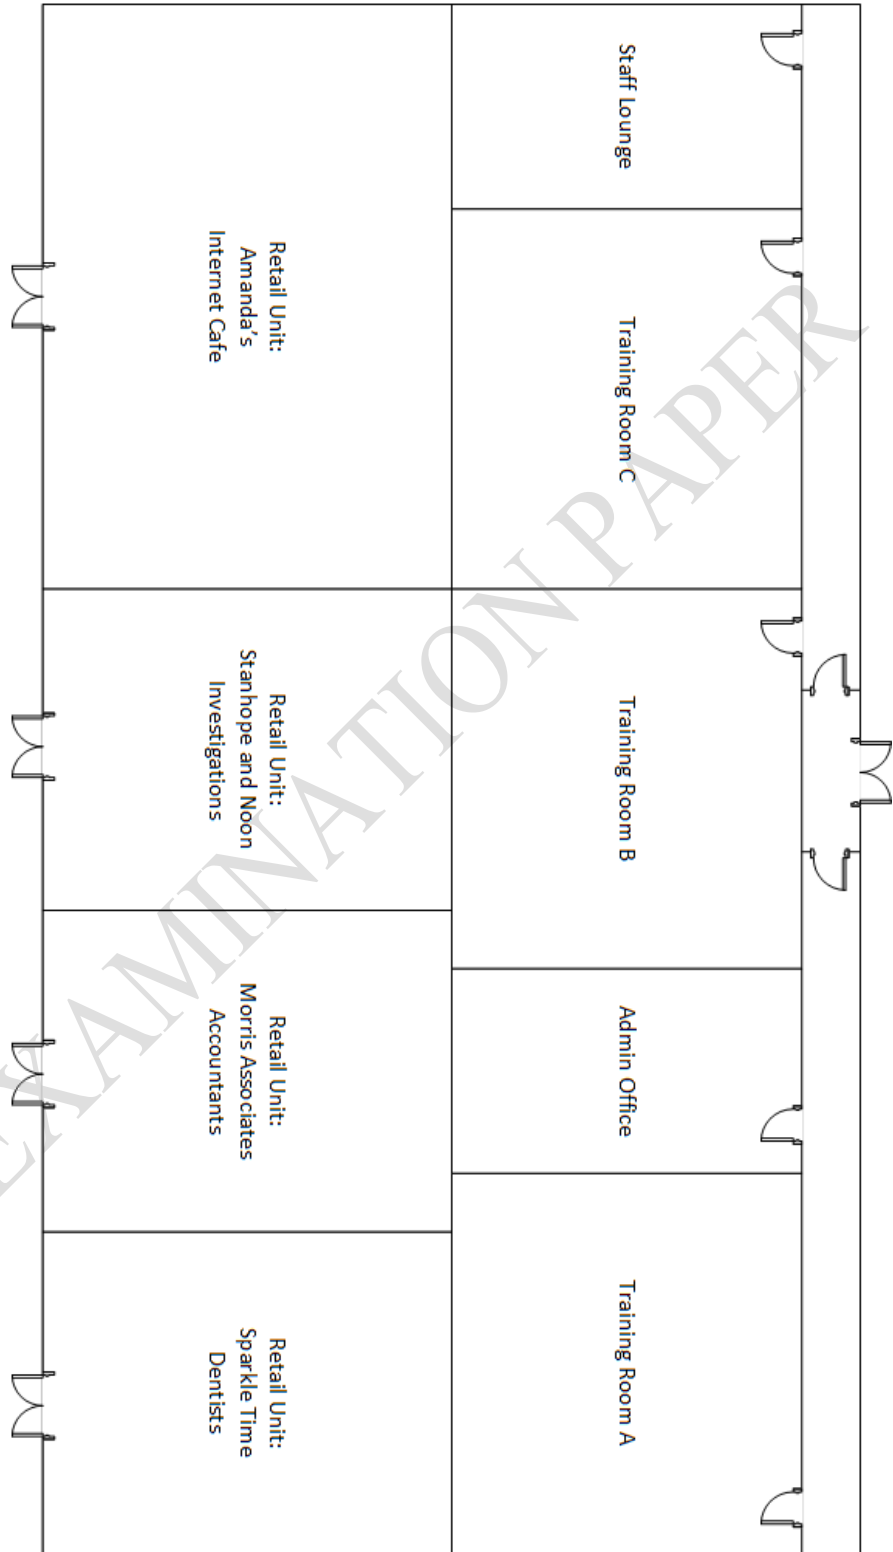 Staff Lounge
Training Room C
Training Room B
Admin Office
Training Room A
Retail Unit:
Amanda’s
Internet Cafe
Retail Unit:
Stanhope and Noon
Investigations
Retail Unit:
Morris Associates
Accountants
Retail Unit:
Sparkle Time
Dentists
EXAMINATION PAPER